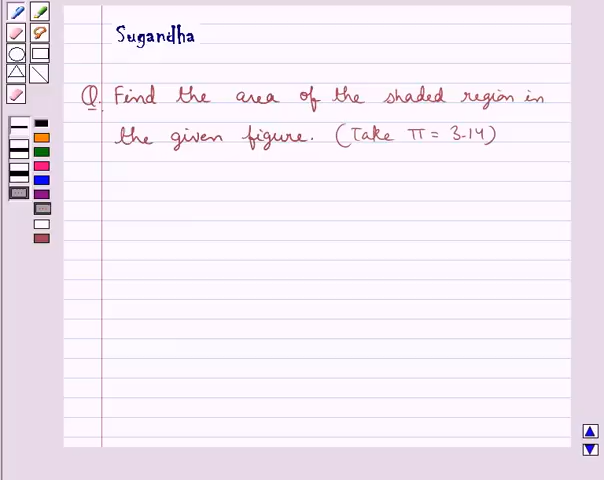 Sugandha
Q. Find the area of the shaded region in
the given figure. (Take π = 3.14)